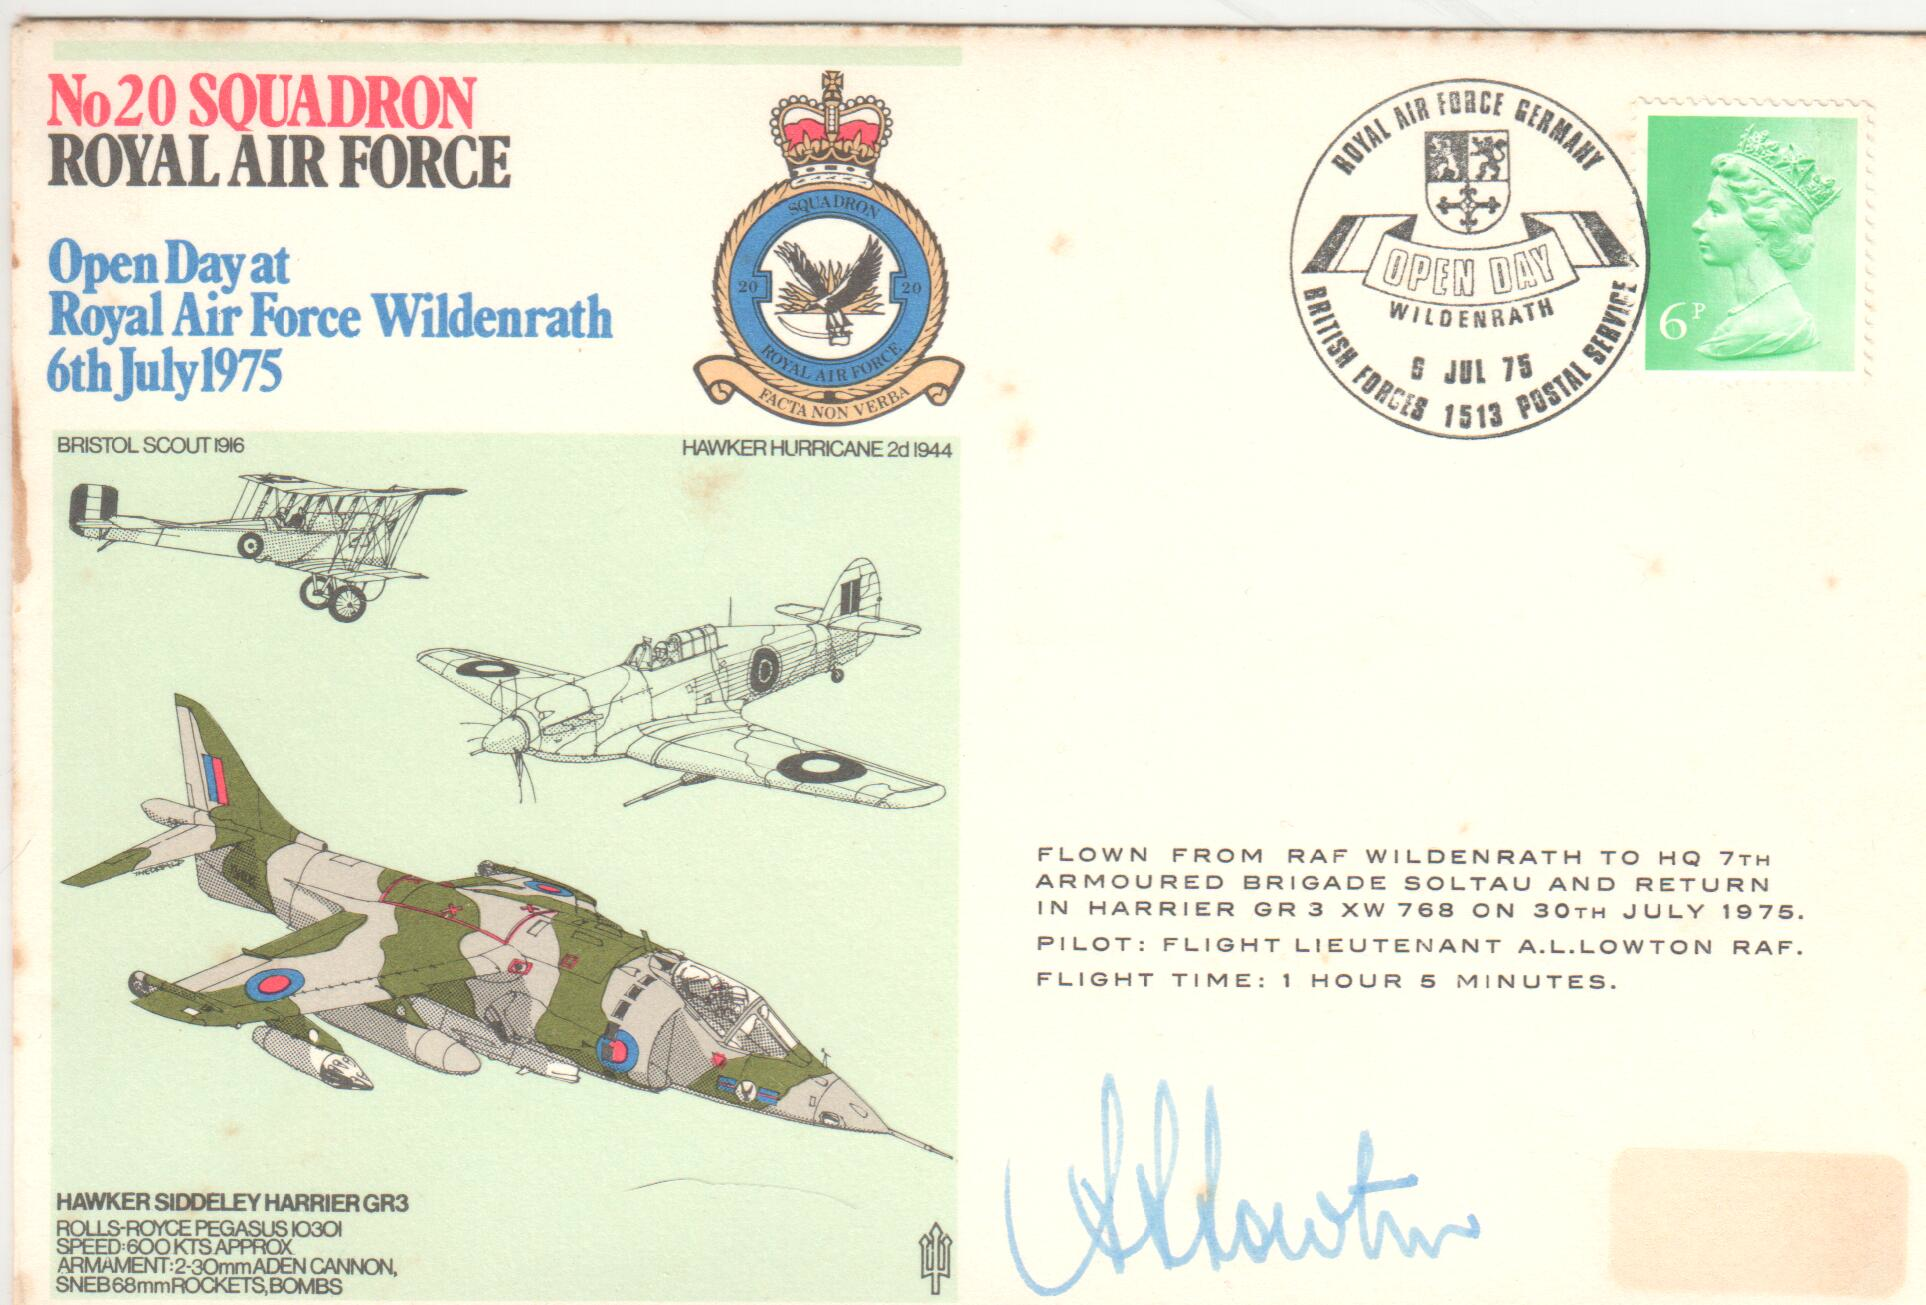 No 20 SQUADRON
ROYAL AIR FORCE
Open Day at
Royal Air Force Wildenrath
6th July 1975
SQUADRON
20 20
ROYAL AIR FORCE
FACTA NON VERBA
ROYAL AIR FORCE GERMANY
OPEN DAY
WILDENRATH
6 JUL 75
BRITISH FORCES 1513 POSTAL SERVICE
6P
BRISTOL SCOUT 1916
HAWKER HURRICANE 2d 1944
FLOWN FROM RAF WILDENRATH TO HQ 7TH
ARMOURED BRIGADE SOLTAU AND RETURN
IN HARRIER GR 3 XW 768 ON 30TH JULY 1975.
PILOT: FLIGHT LIEUTENANT A.L.LOWTON RAF.
FLIGHT TIME: 1 HOUR 5 MINUTES.
A L Lowton
HAWKER SIDDELEY HARRIER GR3
ROLLS-ROYCE PEGASUS 10301
SPEED:600 KTS APPROX
ARMAMENT:2-30mm ADEN CANNON,
SNEB 68mm ROCKETS, BOMBS